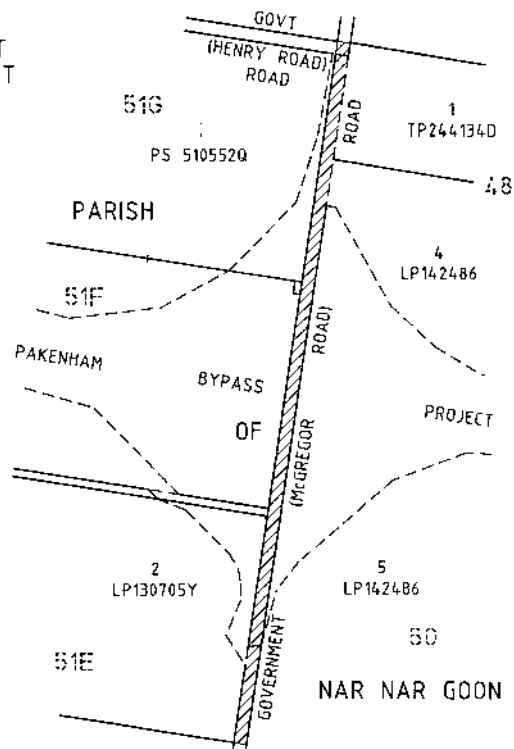 T
T
GOVT
(HENRY ROAD)
ROAD
51G
1
TP244134D
ROAD
PS 510552Q
48
PARISH
4
LP142486
51F
ROAD)
PAKENHAM
BYPASS
PROJECT
OF
(McGREGOR
2
LP130705Y
5
LP142486
50
51E
GOVERNMENT
NAR NAR GOON